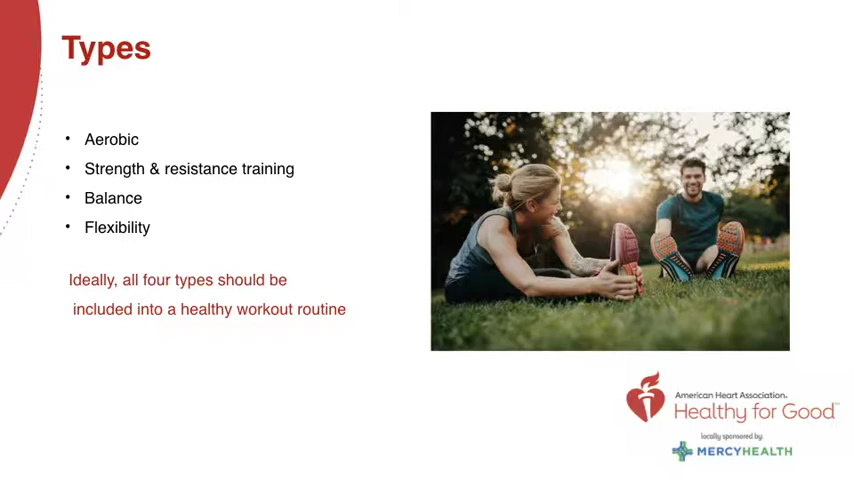 Types
• Aerobic
• Strength & resistance training
• Balance
• Flexibility
Ideally, all four types should be
included into a healthy workout routine
American Heart Association.
Healthy for Good™
locally sponsored by:
MERCYHEALTH